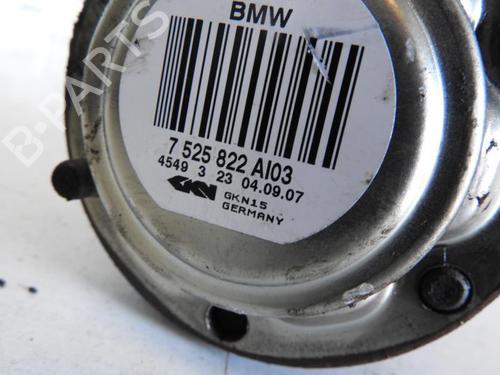 BMW
7 525 822 AI03
4549 3 23 04.09.07
GKN
GKN15
GERMANY
B-PARTS